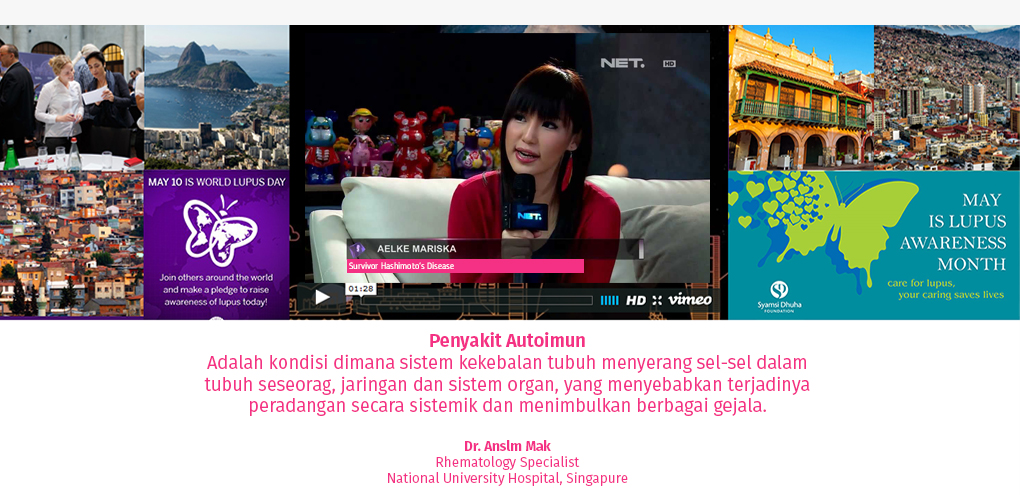 NET. HD
MAY 10 IS WORLD LUPUS DAY
Join others around the world
and make a pledge to raise
awareness of lupus today!
NET.
AELKE MARISKA
Survivor Hashimoto's Disease
01:28
HD
vimeo
MAY
IS LUPUS
AWARENESS
MONTH
care for lupus,
your caring saves lives
Syamsi Dhuha
FOUNDATION
Penyakit Autoimun
Adalah kondisi dimana sistem kekebalan tubuh menyerang sel-sel dalam
tubuh seseorag, jaringan dan sistem organ, yang menyebabkan terjadinya
peradangan secara sistemik dan menimbulkan berbagai gejala.
Dr. Anslm Mak
Rhematology Specialist
National University Hospital, Singapure